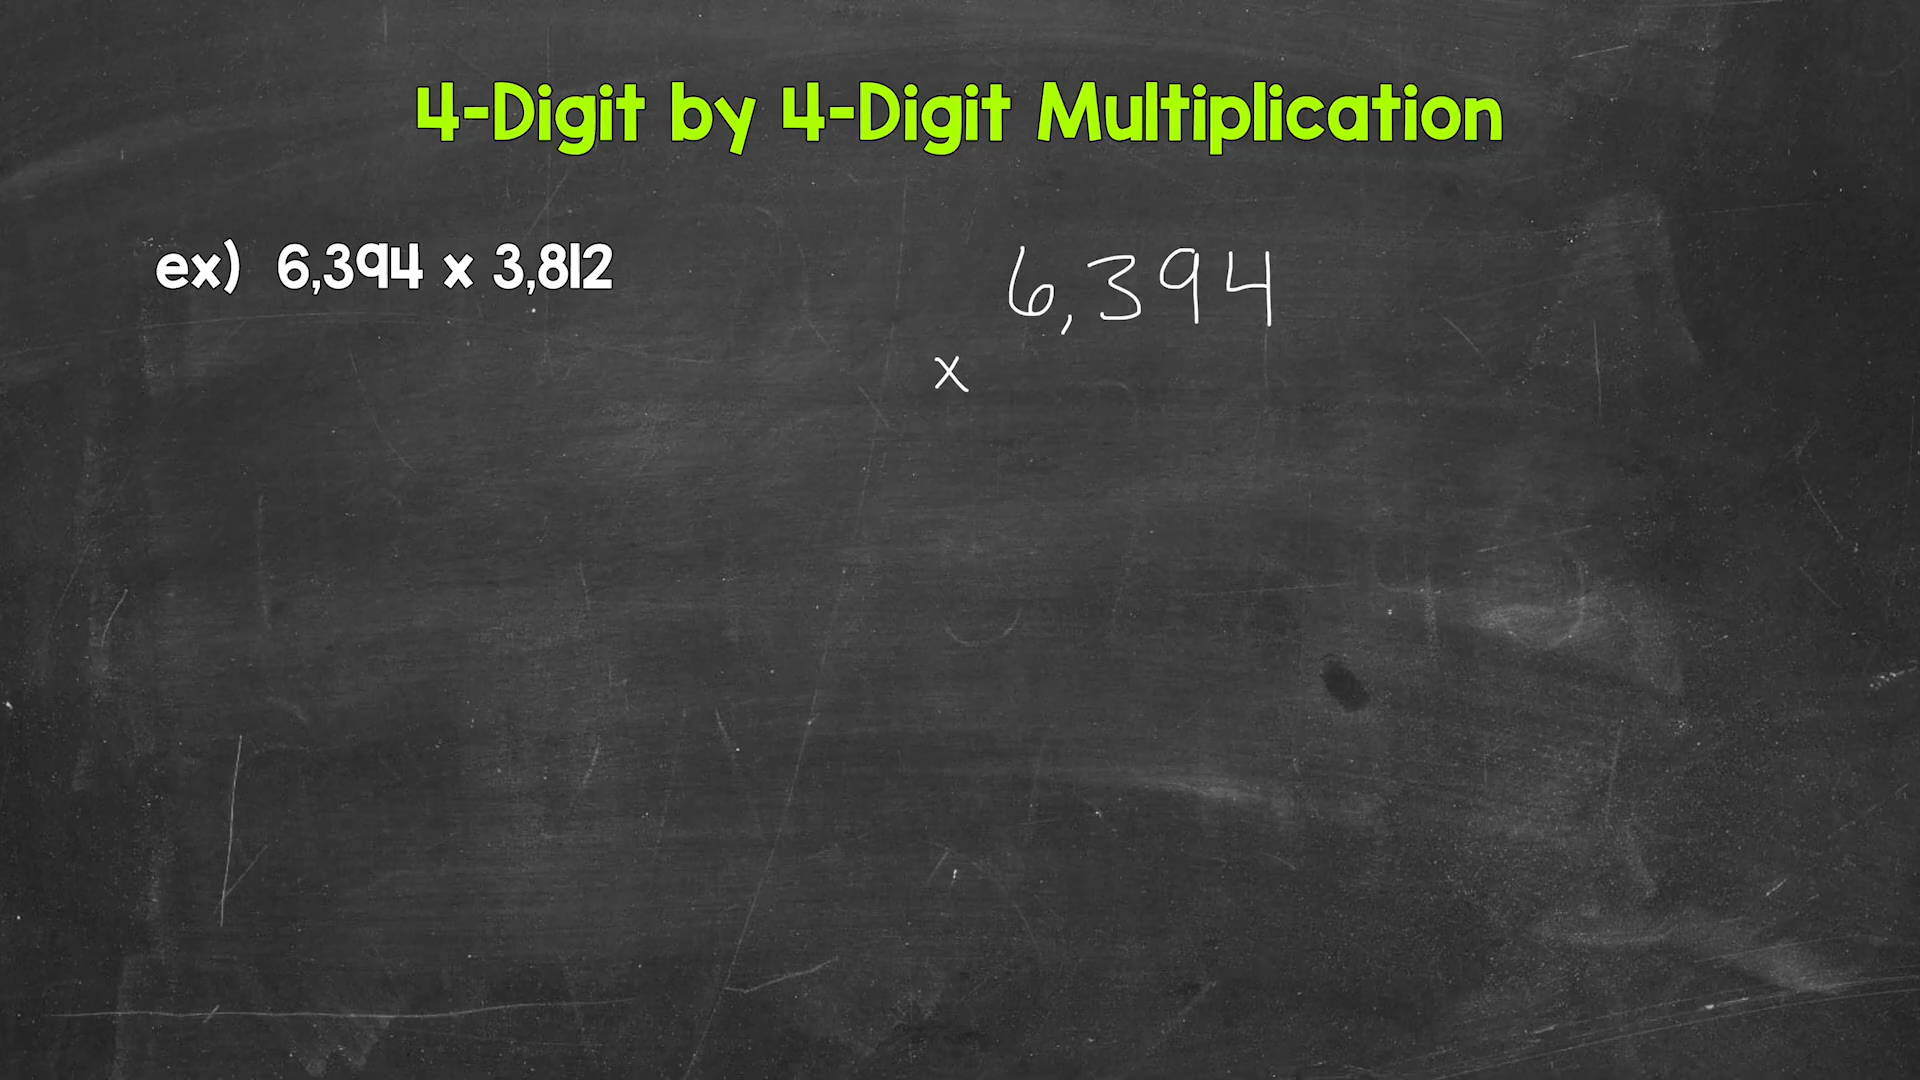 4-Digit by 4-Digit Multiplication
ex) 6,394 x 3,812
6,394
x